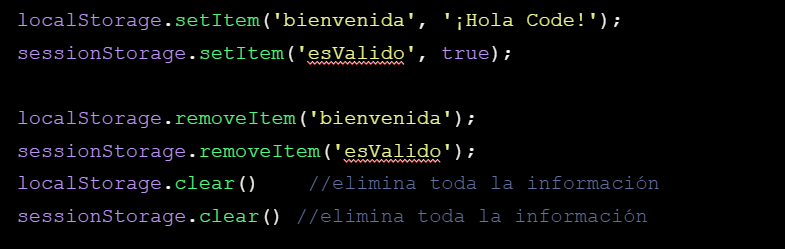 localStorage.setItem('bienvenida', '¡Hola Code!');
sessionStorage.setItem('esValido', true);
localStorage.removeItem('bienvenida');
sessionStorage.removeItem('esValido');
localStorage.clear()    //elimina toda la información
sessionStorage.clear() //elimina toda la información